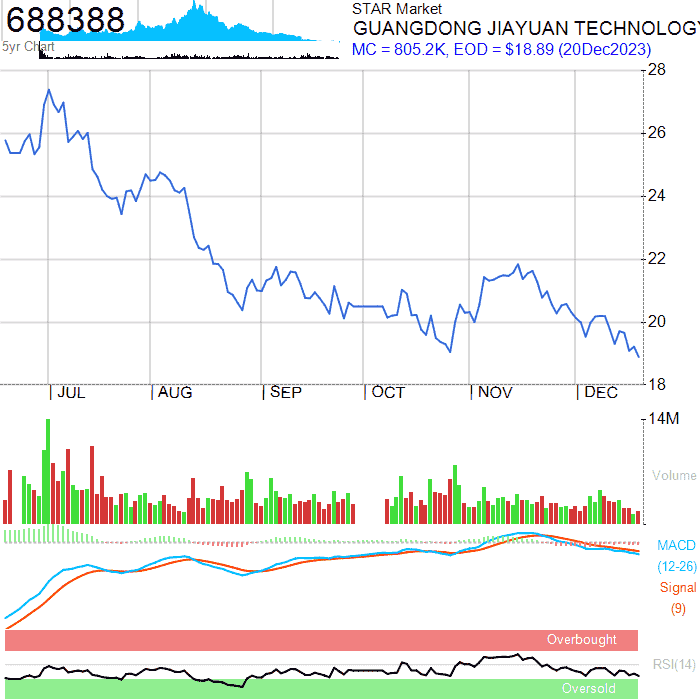 688388
5yr Chart
STAR Market
GUANGDONG JIAYUAN TECHNOLOGY
MC = 805.2K, EOD = $18.89 (20Dec2023)
28
26
24
22
20
18
JUL
AUG
SEP
OCT
NOV
DEC
14M
Volume
MACD
(12-26)
Signal
(9)
Overbought
RSI(14)
Oversold